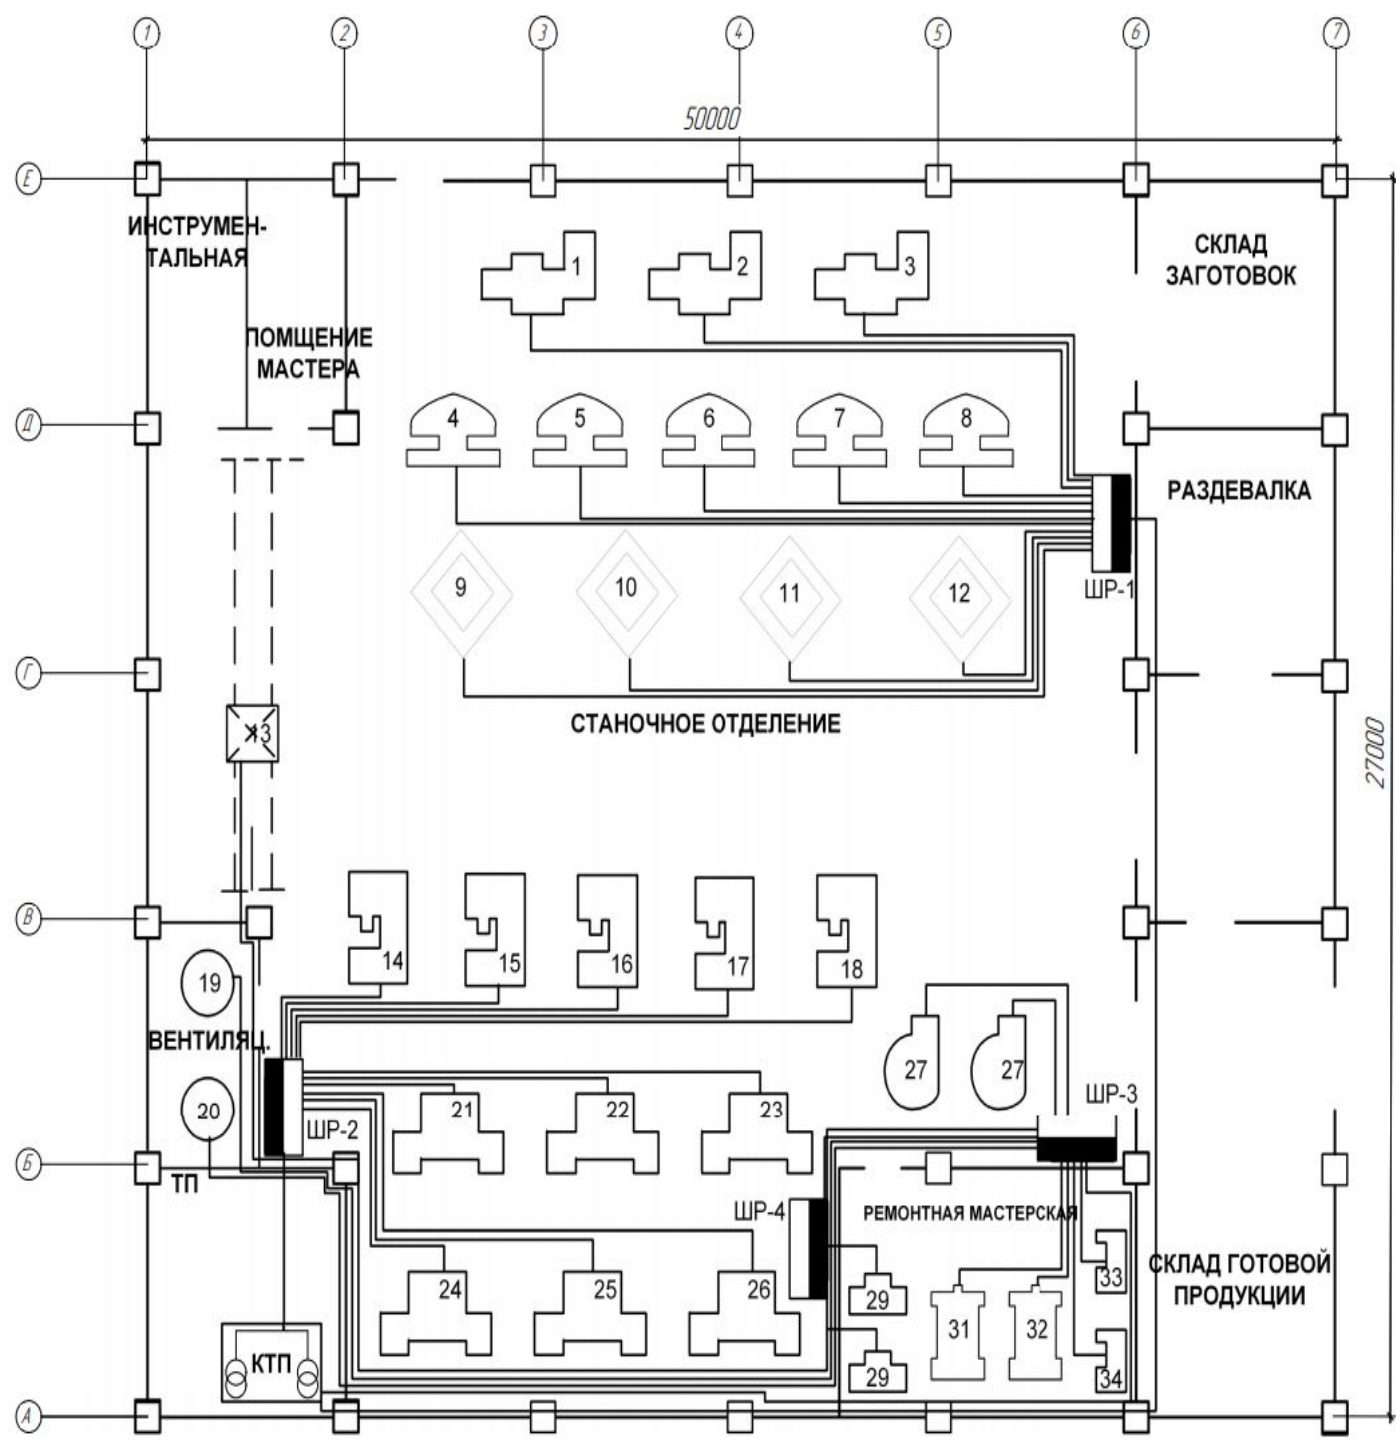 1 2 3 4 5 6 7
50000
Е
ИНСТРУМЕН-
ТАЛЬНАЯ
СКЛАД
ЗАГОТОВОК
1 2 3
ПОМЩЕНИЕ
МАСТЕРА
Д
4 5 6 7 8
РАЗДЕВАЛКА
ШР-1
9 10 11 12
Г
СТАНОЧНОЕ ОТДЕЛЕНИЕ
13
27000
В
14 15 16 17 18
19
ВЕНТИЛЯЦ.
27 27
20
21 22 23
ШР-3
ШР-2
Б
ТП
ШР-4
РЕМОНТНАЯ МАСТЕРСКАЯ
СКЛАД ГОТОВОЙ
ПРОДУКЦИИ
24 25 26
29 31 32 33
КТП
29 34
А